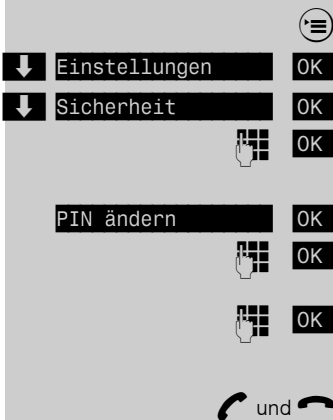 Einstellungen OK
Sicherheit OK
OK
PIN ändern OK
OK
OK
und